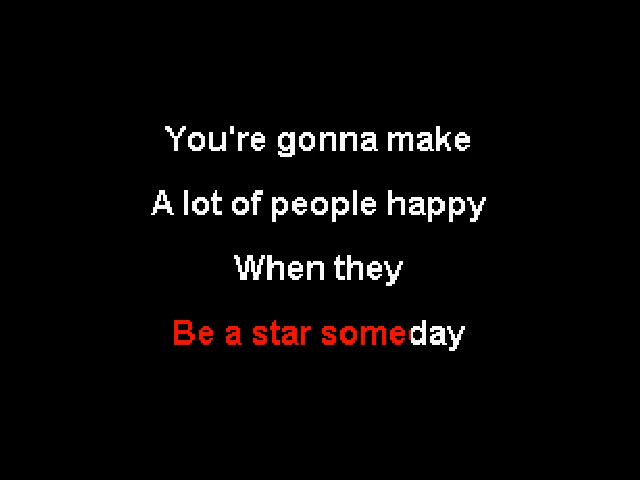 You're gonna make
A lot of people happy
When they
Be a star someday